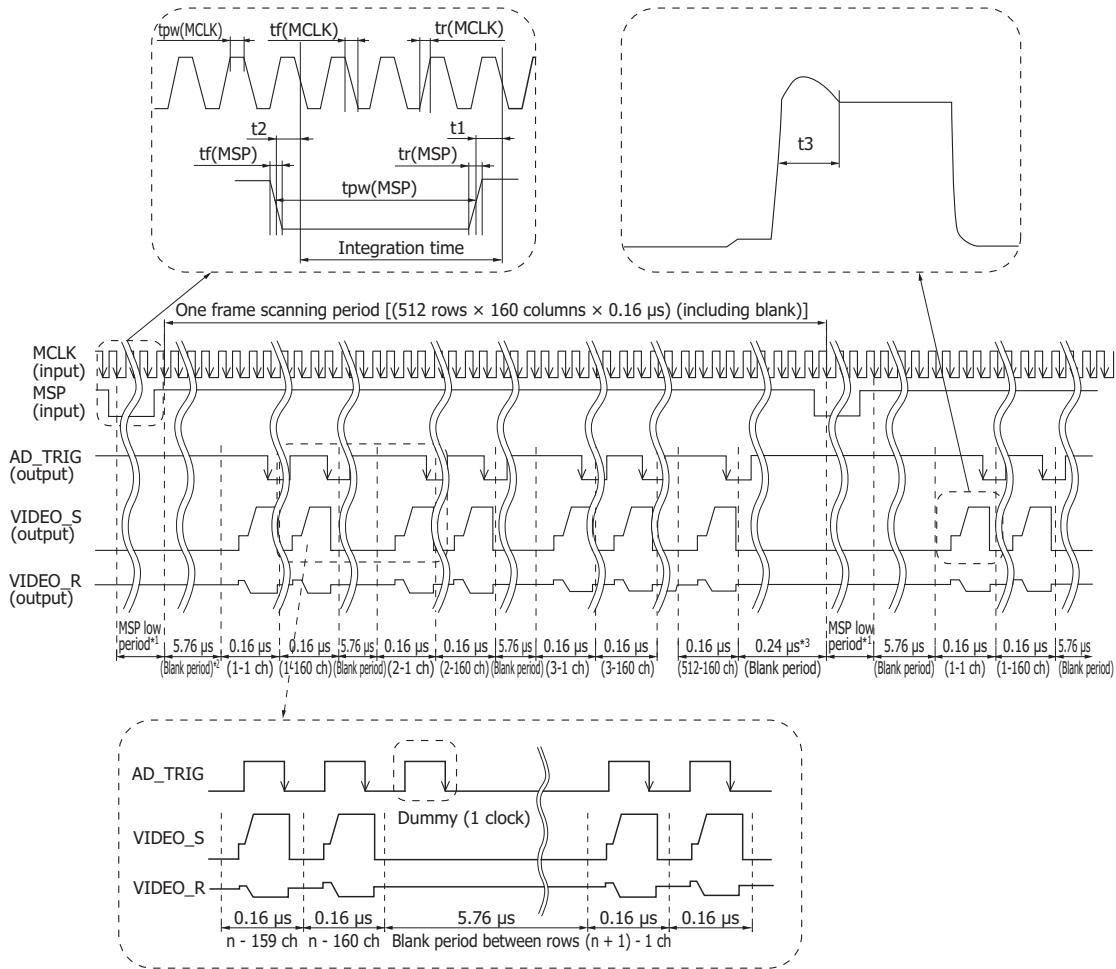 tpw(MCLK) tf(MCLK) tr(MCLK)
t2 t1
tf(MSP) tr(MSP)
tpw(MSP)
Integration time
t3
One frame scanning period [(512 rows × 160 columns × 0.16 µs) (including blank)]
MCLK
(input)
MSP
(input)
AD_TRIG
(output)
VIDEO_S
(output)
VIDEO_R
(output)
MSP low
period*1
5.76 µs
(Blank period)*2
0.16 µs
(1-1 ch)
0.16 µs
(1-160 ch)
5.76 µs
(Blank period)
0.16 µs
(2-1 ch)
0.16 µs
(2-160 ch)
5.76 µs
(Blank period)
0.16 µs
(3-1 ch)
0.16 µs
(3-160 ch)
0.16 µs
(512-160 ch)
0.24 µs*3
(Blank period)
MSP low
period*1
5.76 µs
(Blank period)
0.16 µs
(1-1 ch)
0.16 µs
(1-160 ch)
5.76 µs
(Blank period)
AD_TRIG
Dummy (1 clock)
VIDEO_S
VIDEO_R
0.16 µs 0.16 µs 5.76 µs 0.16 µs 0.16 µs
n - 159 ch n - 160 ch Blank period between rows (n + 1) - 1 ch